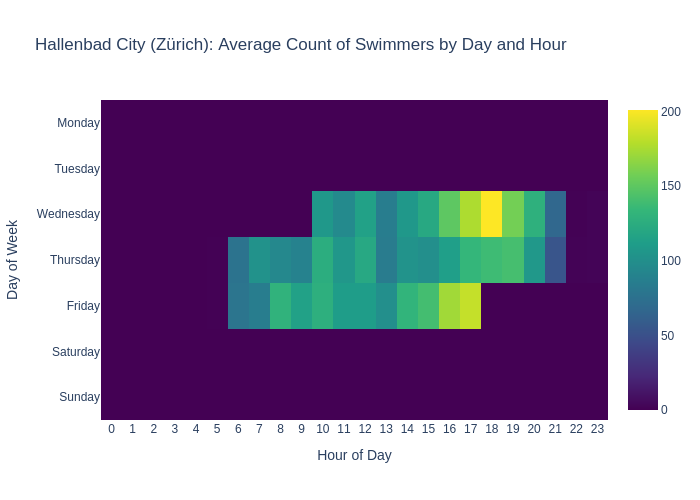 Hallenbad City (Zürich): Average Count of Swimmers by Day and Hour
Day of Week
Monday
Tuesday
Wednesday
Thursday
Friday
Saturday
Sunday
0 1 2 3 4 5 6 7 8 9 10 11 12 13 14 15 16 17 18 19 20 21 22 23
Hour of Day
200
150
100
50
0